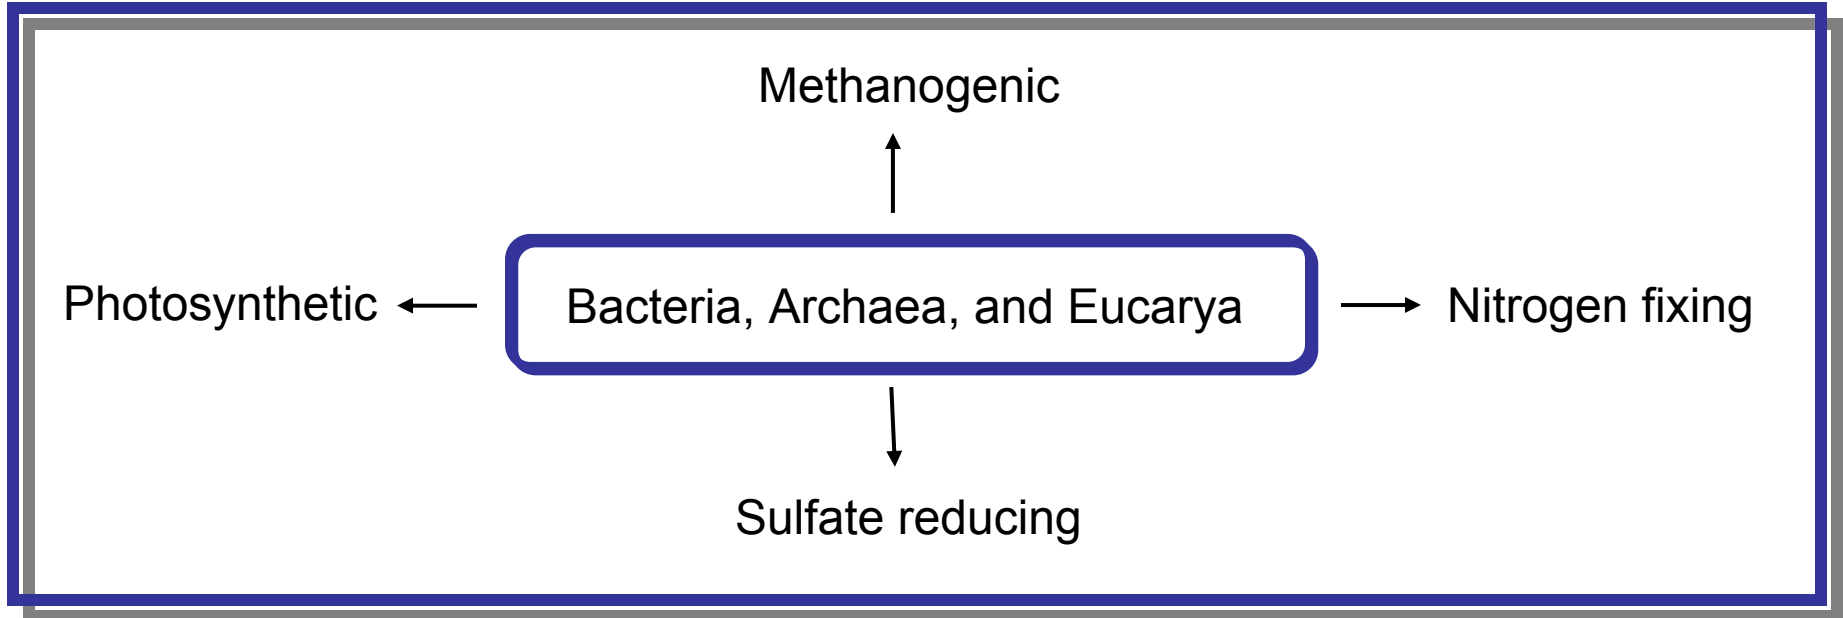 Methanogenic
Photosynthetic
Bacteria, Archaea, and Eucarya
Nitrogen fixing
Sulfate reducing